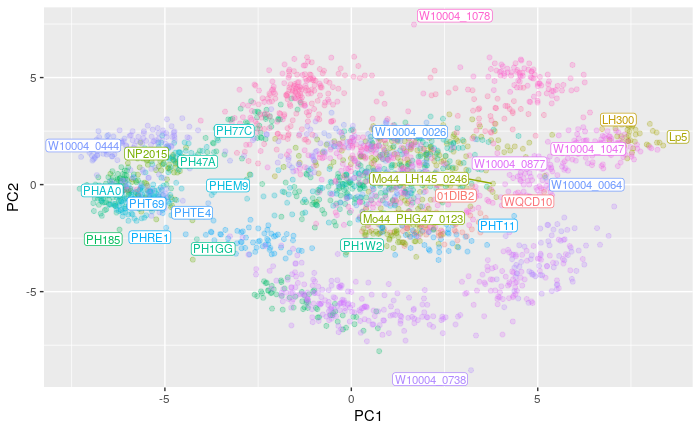 W10004_1078
5
LH300
PH77C
W10004_0026
Lp5
W10004_0444
W10004_1047
NP2015
PH47A
W10004_0877
Mo44_LH145_0246
PHEM9
W10004_0064
0
PHAA0
01DIB2
WQCD10
PHT69
PHTE4
Mo44_PHG47_0123
PHT11
PH185
PHRE1
PH1GG
PH1W2
-5
W10004_0738
PC2
-5
0
5
PC1